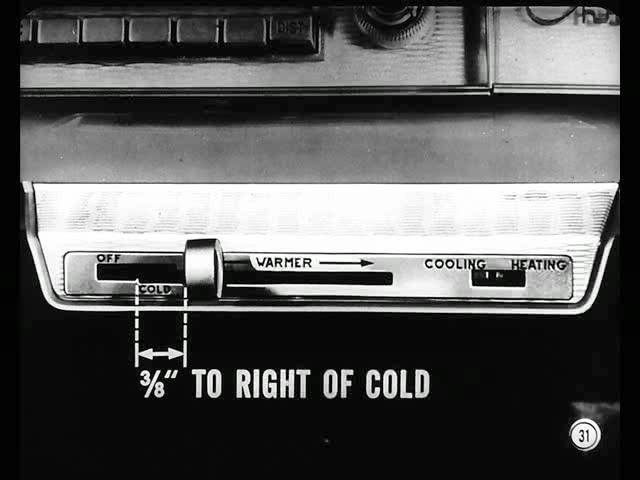 DIST
OFF
WARMER
COOLING HEATING
COLD
3/8" TO RIGHT OF COLD
31